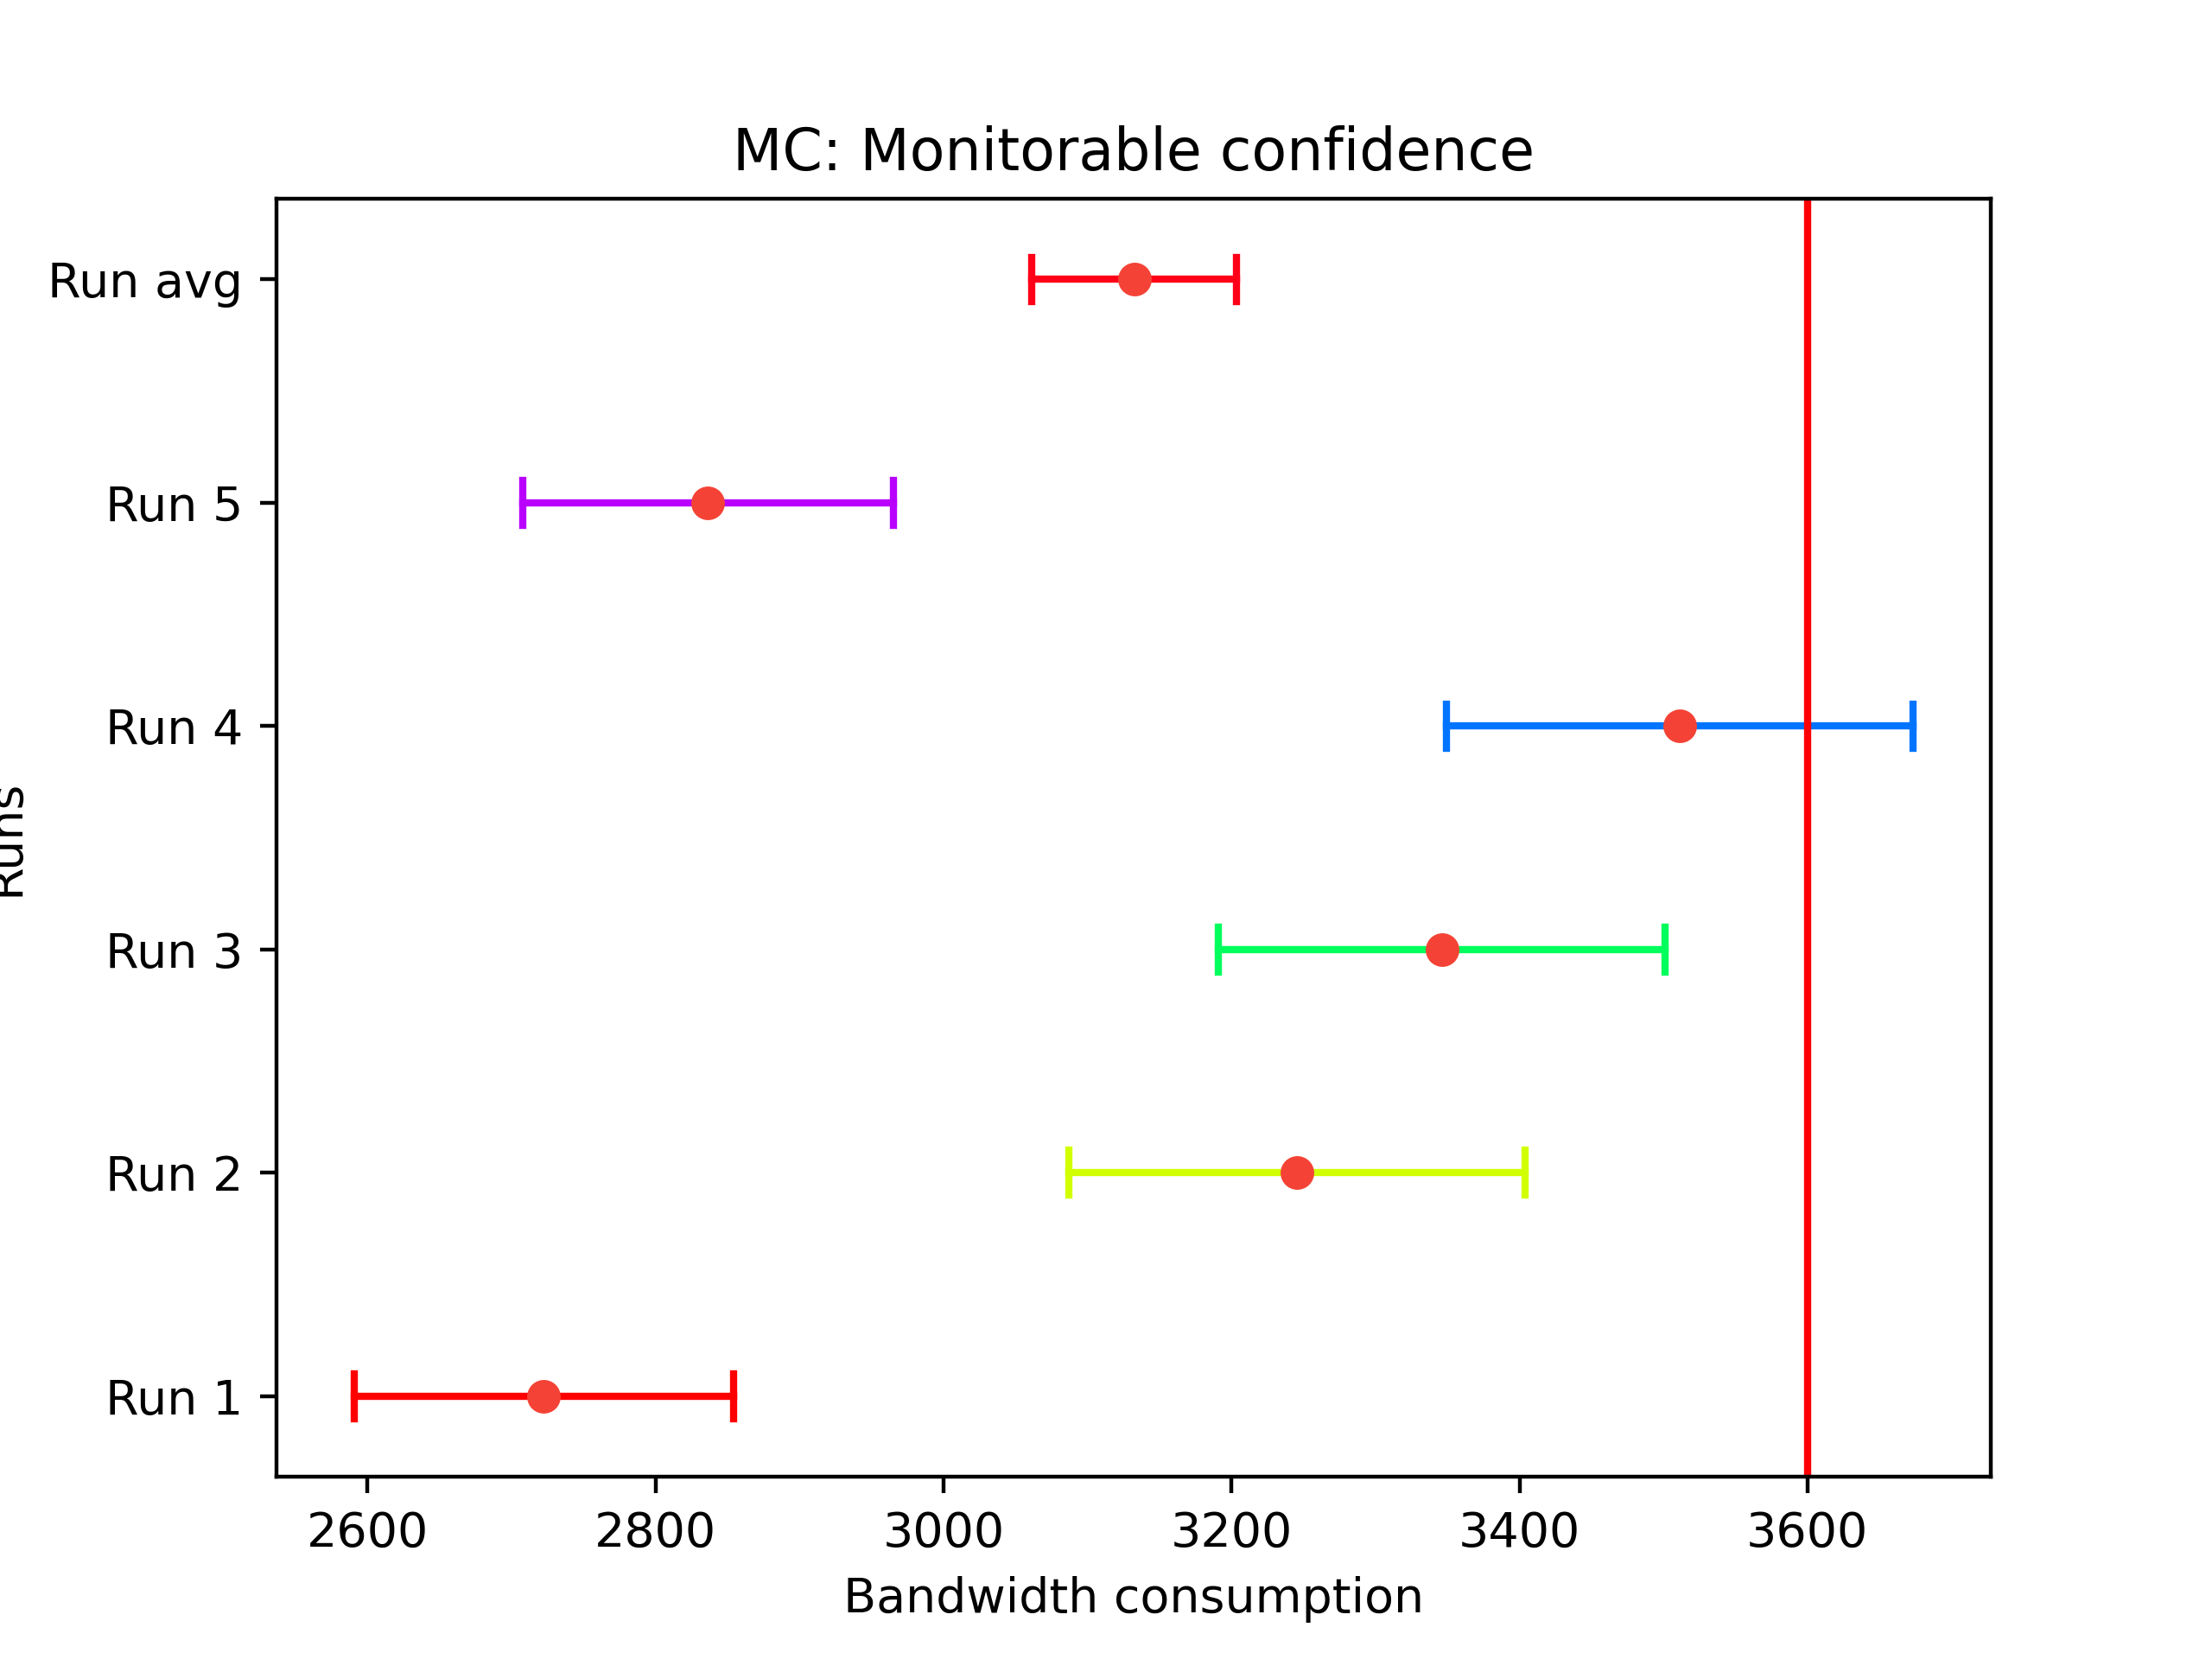 MC: Monitorable confidence
Run avg
Run 5
Run 4
Runs
Run 3
Run 2
Run 1
2600 2800 3000 3200 3400 3600
Bandwidth consumption